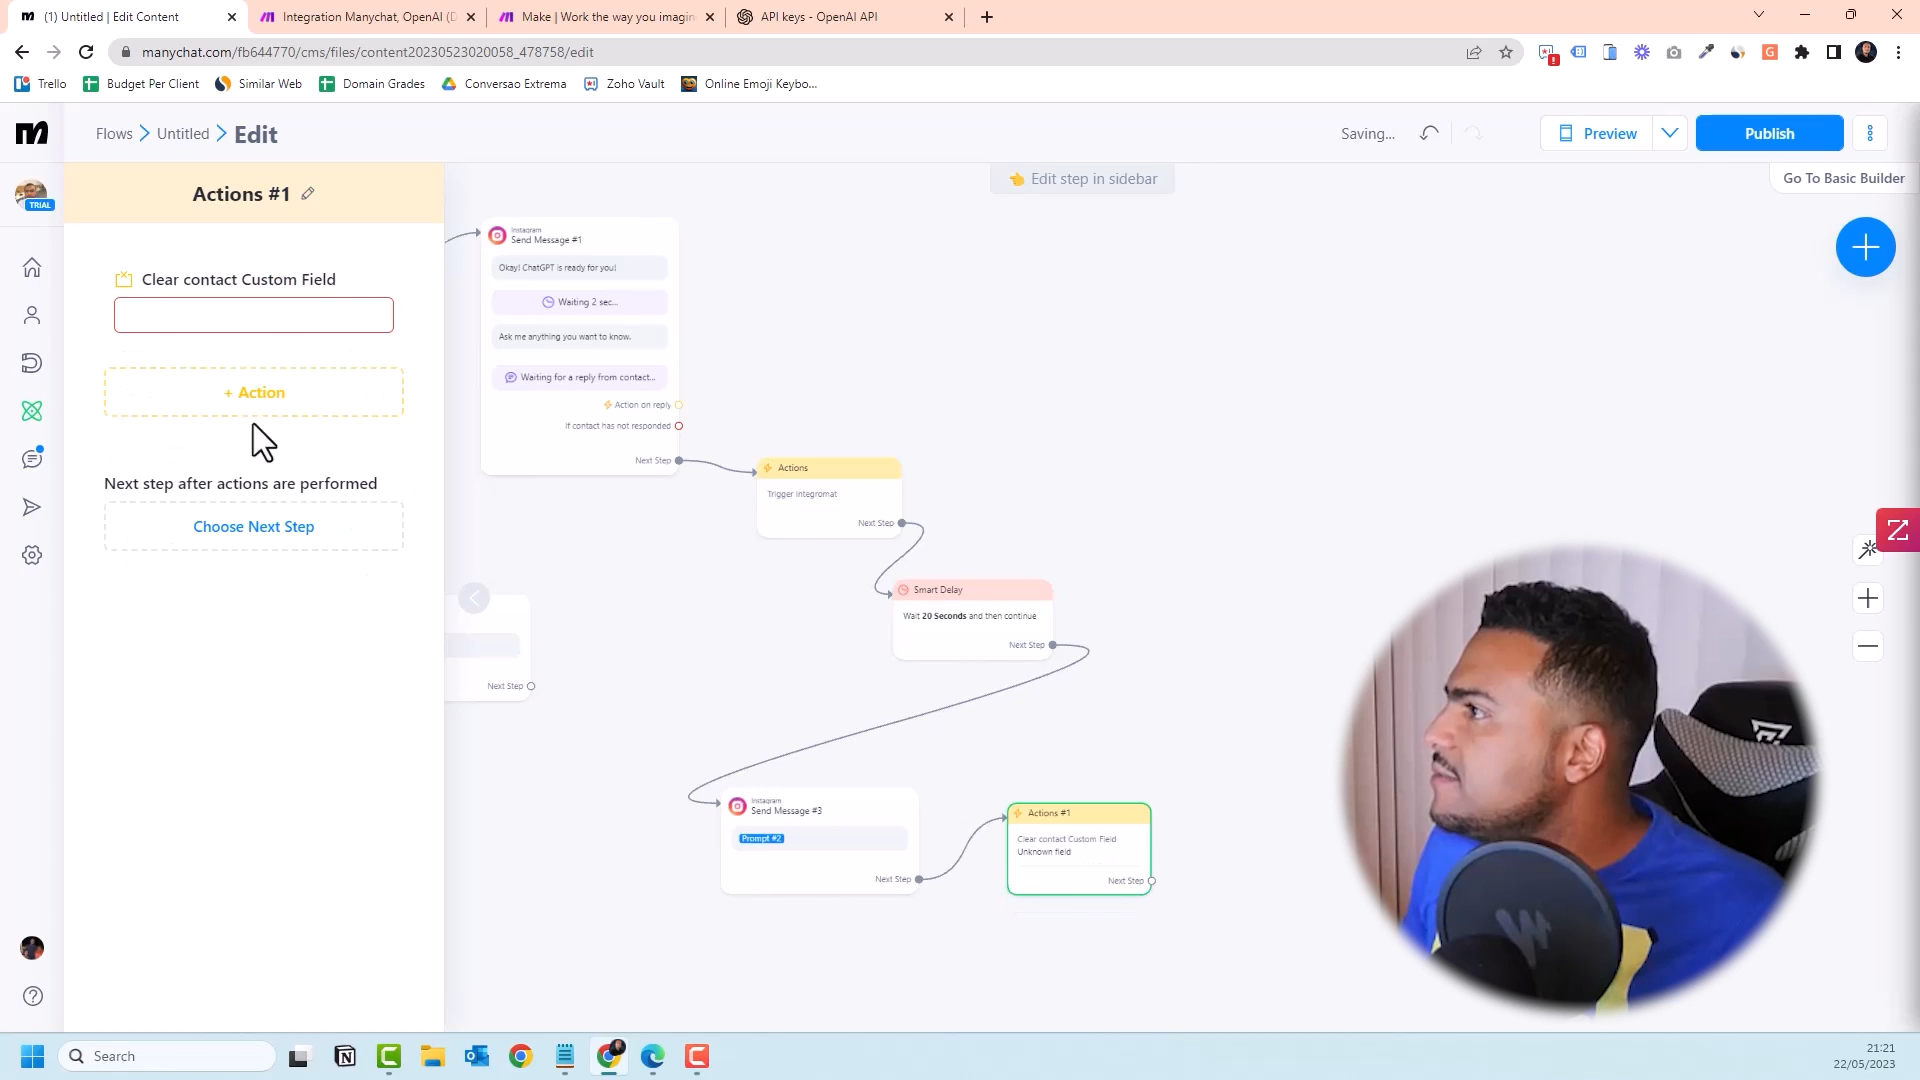 (1) Untitled | Edit Content
Integration Manychat, OpenAI (D
Make | Work the way you imagin
API keys - OpenAI API
manychat.com/fb644770/cms/files/content20230523020058_478758/edit
Trello
Budget Per Client
Similar Web
Domain Grades
Conversao Extrema
Zoho Vault
Online Emoji Keybo...
Flows
Untitled
Edit
Saving...
Preview
Publish
Edit step in sidebar
Go To Basic Builder
TRIAL
Actions #1
Clear contact Custom Field
+ Action
Next step after actions are performed
Choose Next Step
Instagram
Send Message #1
Okay! ChatGPT is ready for you!
Waiting 2 sec...
Ask me anything you want to know.
Waiting for a reply from contact...
Action on reply
If contact has not responded
Next Step
Actions
Trigger Integromat
Next Step
Smart Delay
Wait 20 Seconds and then continue
Next Step
Next Step
Instagram
Send Message #3
Prompt #2
Next Step
Actions #1
Clear contact Custom Field
Unknown field
Next Step
Search
21:21
22/05/2023